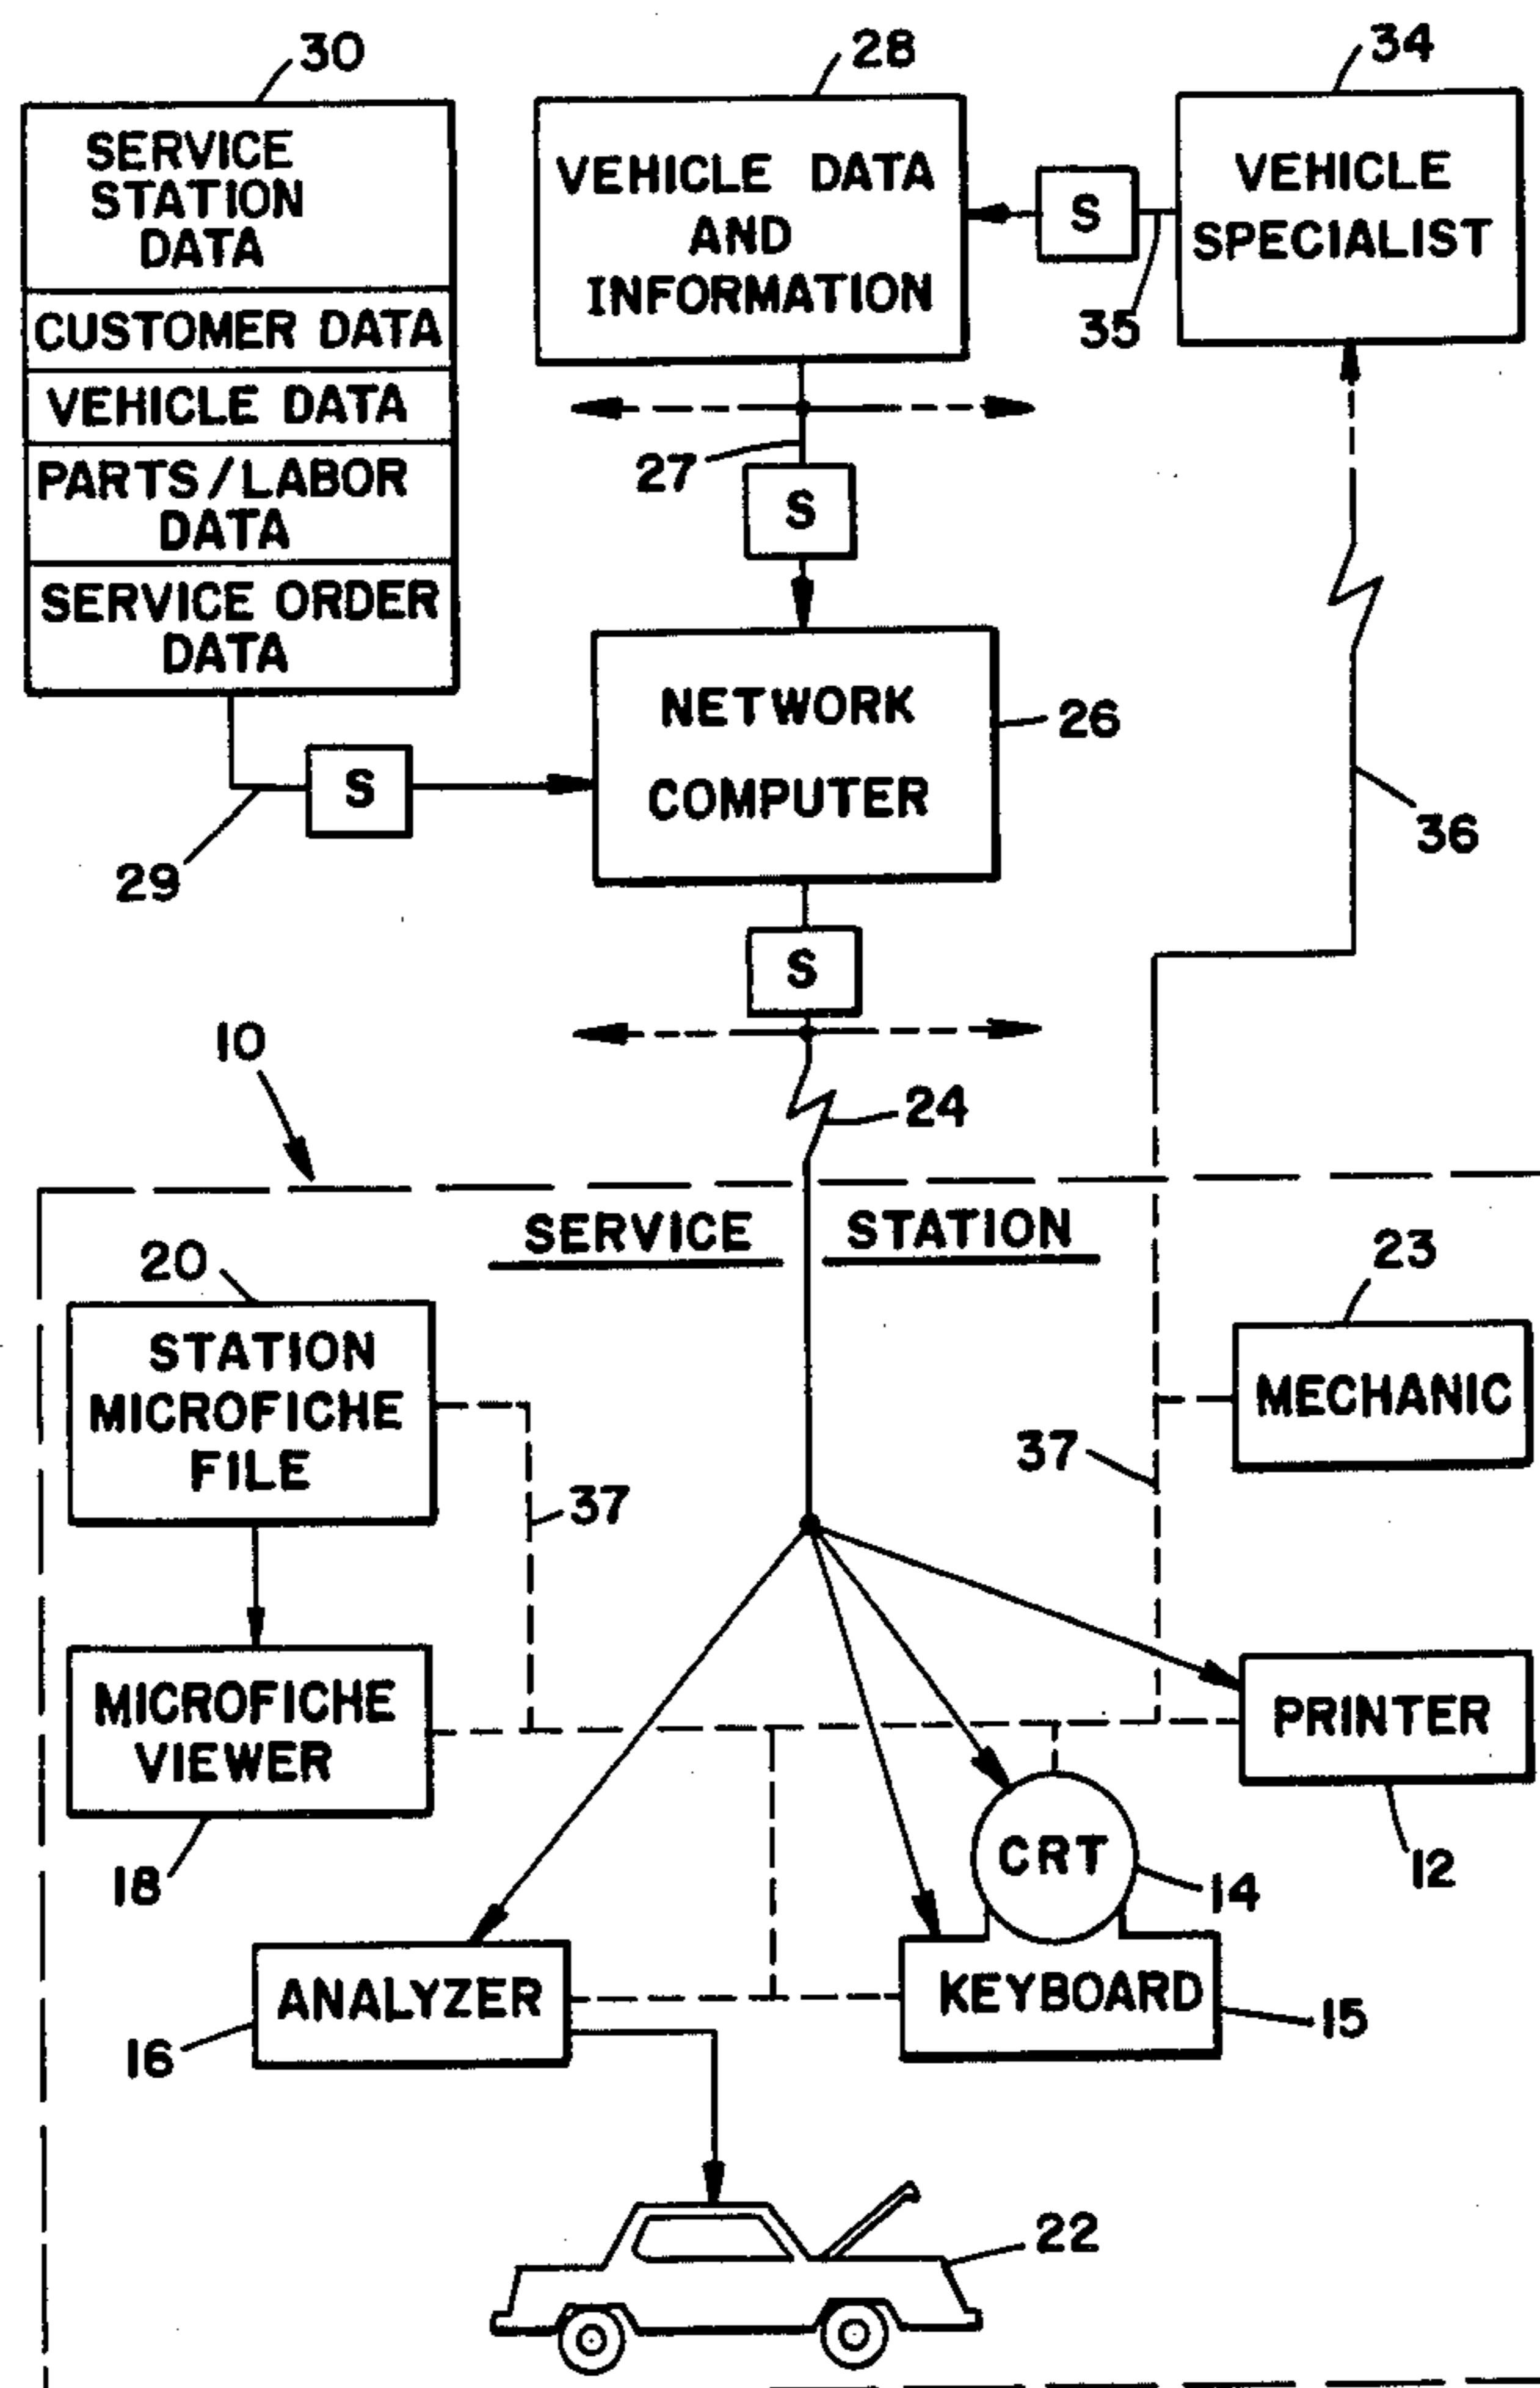 30
28
34
SERVICE
STATION
DATA
CUSTOMER DATA
VEHICLE DATA
PARTS/LABOR
DATA
SERVICE ORDER
DATA
VEHICLE DATA
AND
INFORMATION
S
VEHICLE
SPECIALIST
35
27
S
NETWORK
COMPUTER
26
S
29
36
S
10
24
SERVICE STATION
20
23
STATION
MICROFICHE
FILE
MECHANIC
37
37
MICROFICHE
VIEWER
PRINTER
18
CRT
14
12
ANALYZER
KEYBOARD
16
15
22